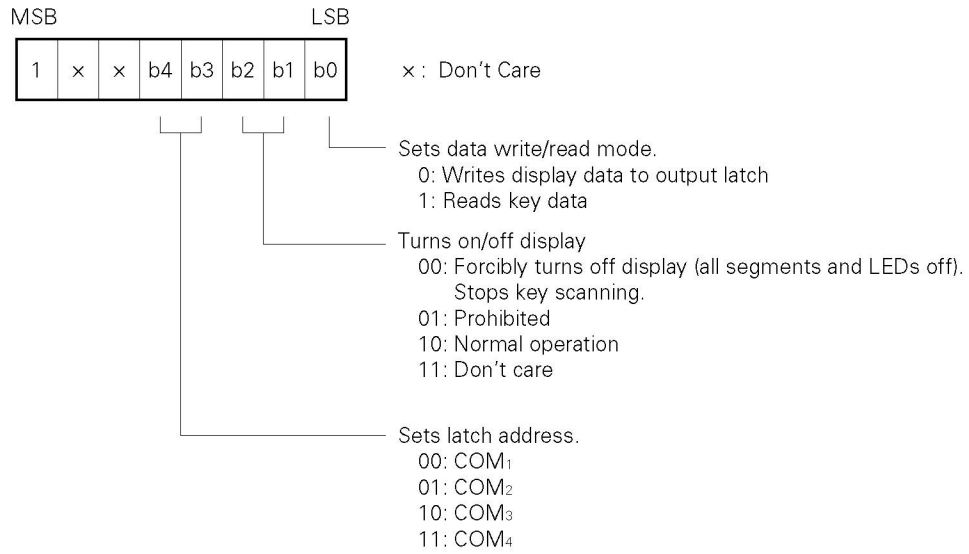 MSB LSB
1 × × b4 b3 b2 b1 b0 × : Don't Care
Sets data write/read mode.
0: Writes display data to output latch
1: Reads key data
Turns on/off display
00: Forcibly turns off display (all segments and LEDs off).
Stops key scanning.
01: Prohibited
10: Normal operation
11: Don't care
Sets latch address.
00: COM₁
01: COM₂
10: COM₃
11: COM₄